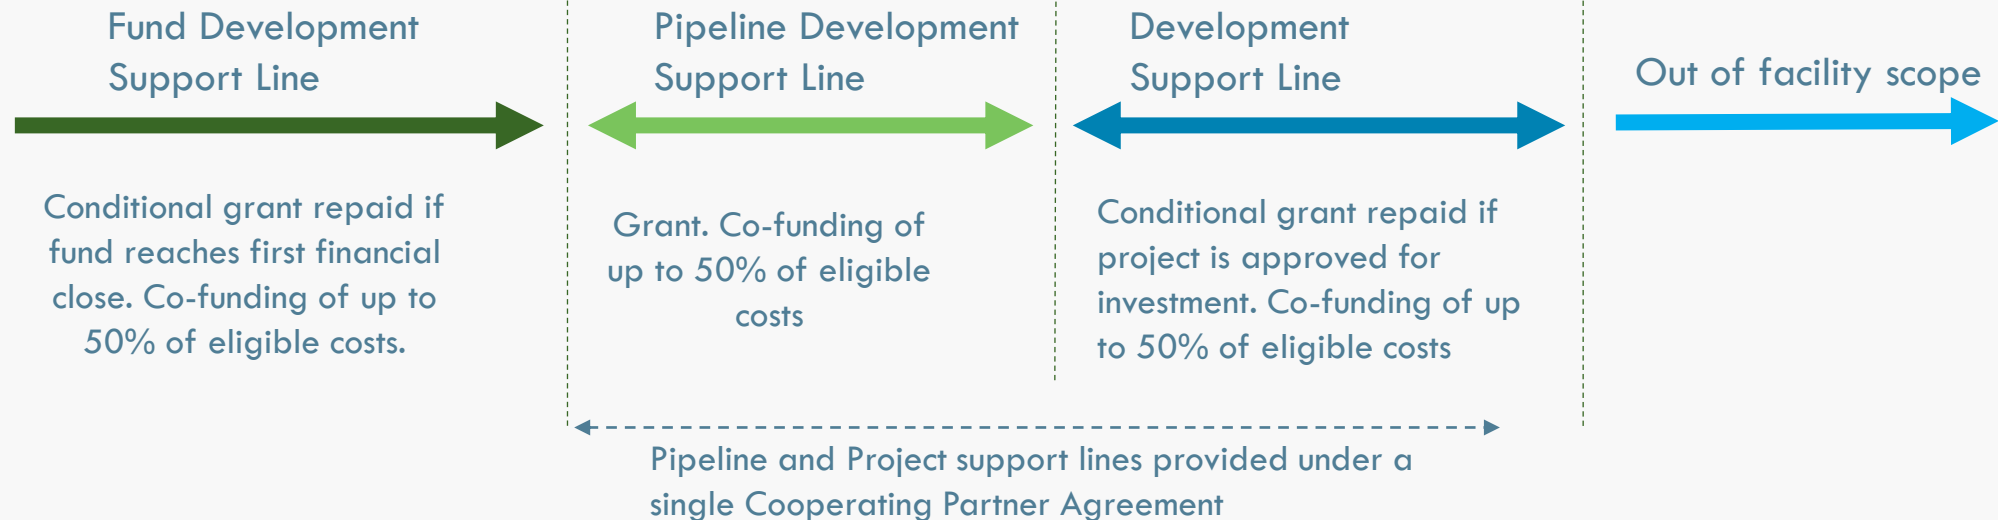 Fund Development
Support Line
Pipeline Development
Support Line
Development
Support Line
Out of facility scope
Conditional grant repaid if
fund reaches first financial
close. Co-funding of up to
50% of eligible costs.
Grant. Co-funding of
up to 50% of eligible
costs
Conditional grant repaid if
project is approved for
investment. Co-funding of up
to 50% of eligible costs
Pipeline and Project support lines provided under a
single Cooperating Partner Agreement